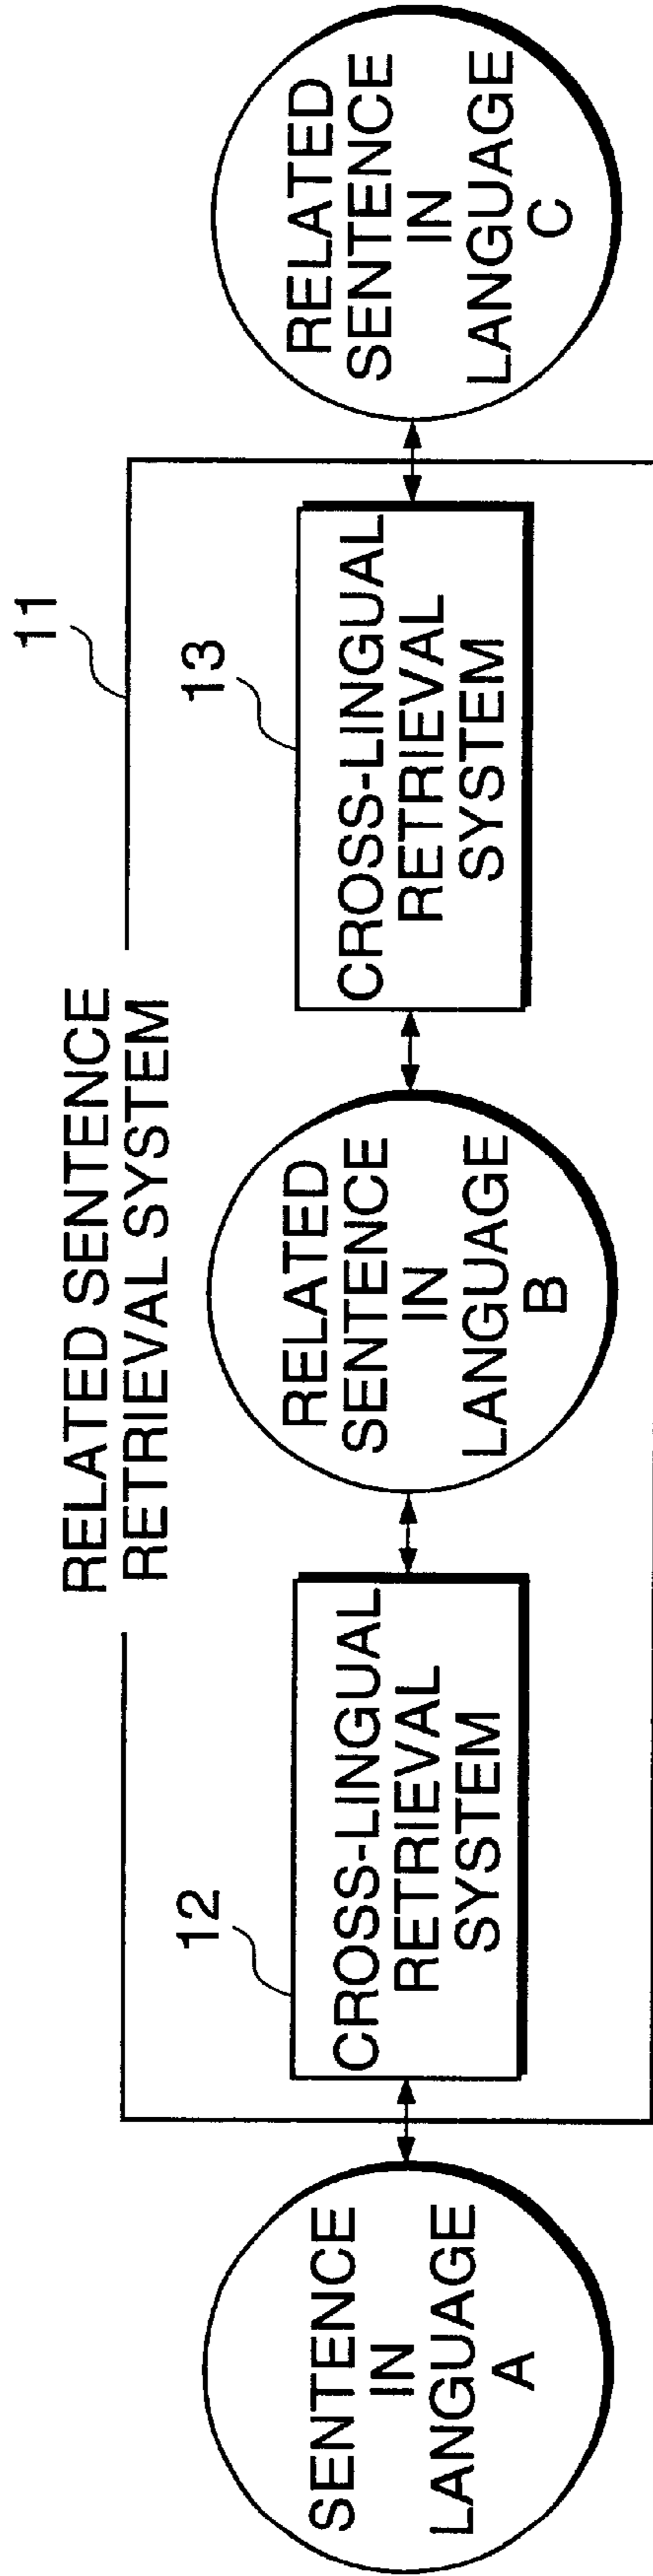 RELATED SENTENCE
RETRIEVAL SYSTEM
11
SENTENCE
IN
LANGUAGE
A
12
CROSS-LINGUAL
RETRIEVAL
SYSTEM
RELATED
SENTENCE
IN
LANGUAGE
B
13
CROSS-LINGUAL
RETRIEVAL
SYSTEM
RELATED
SENTENCE
IN
LANGUAGE
C